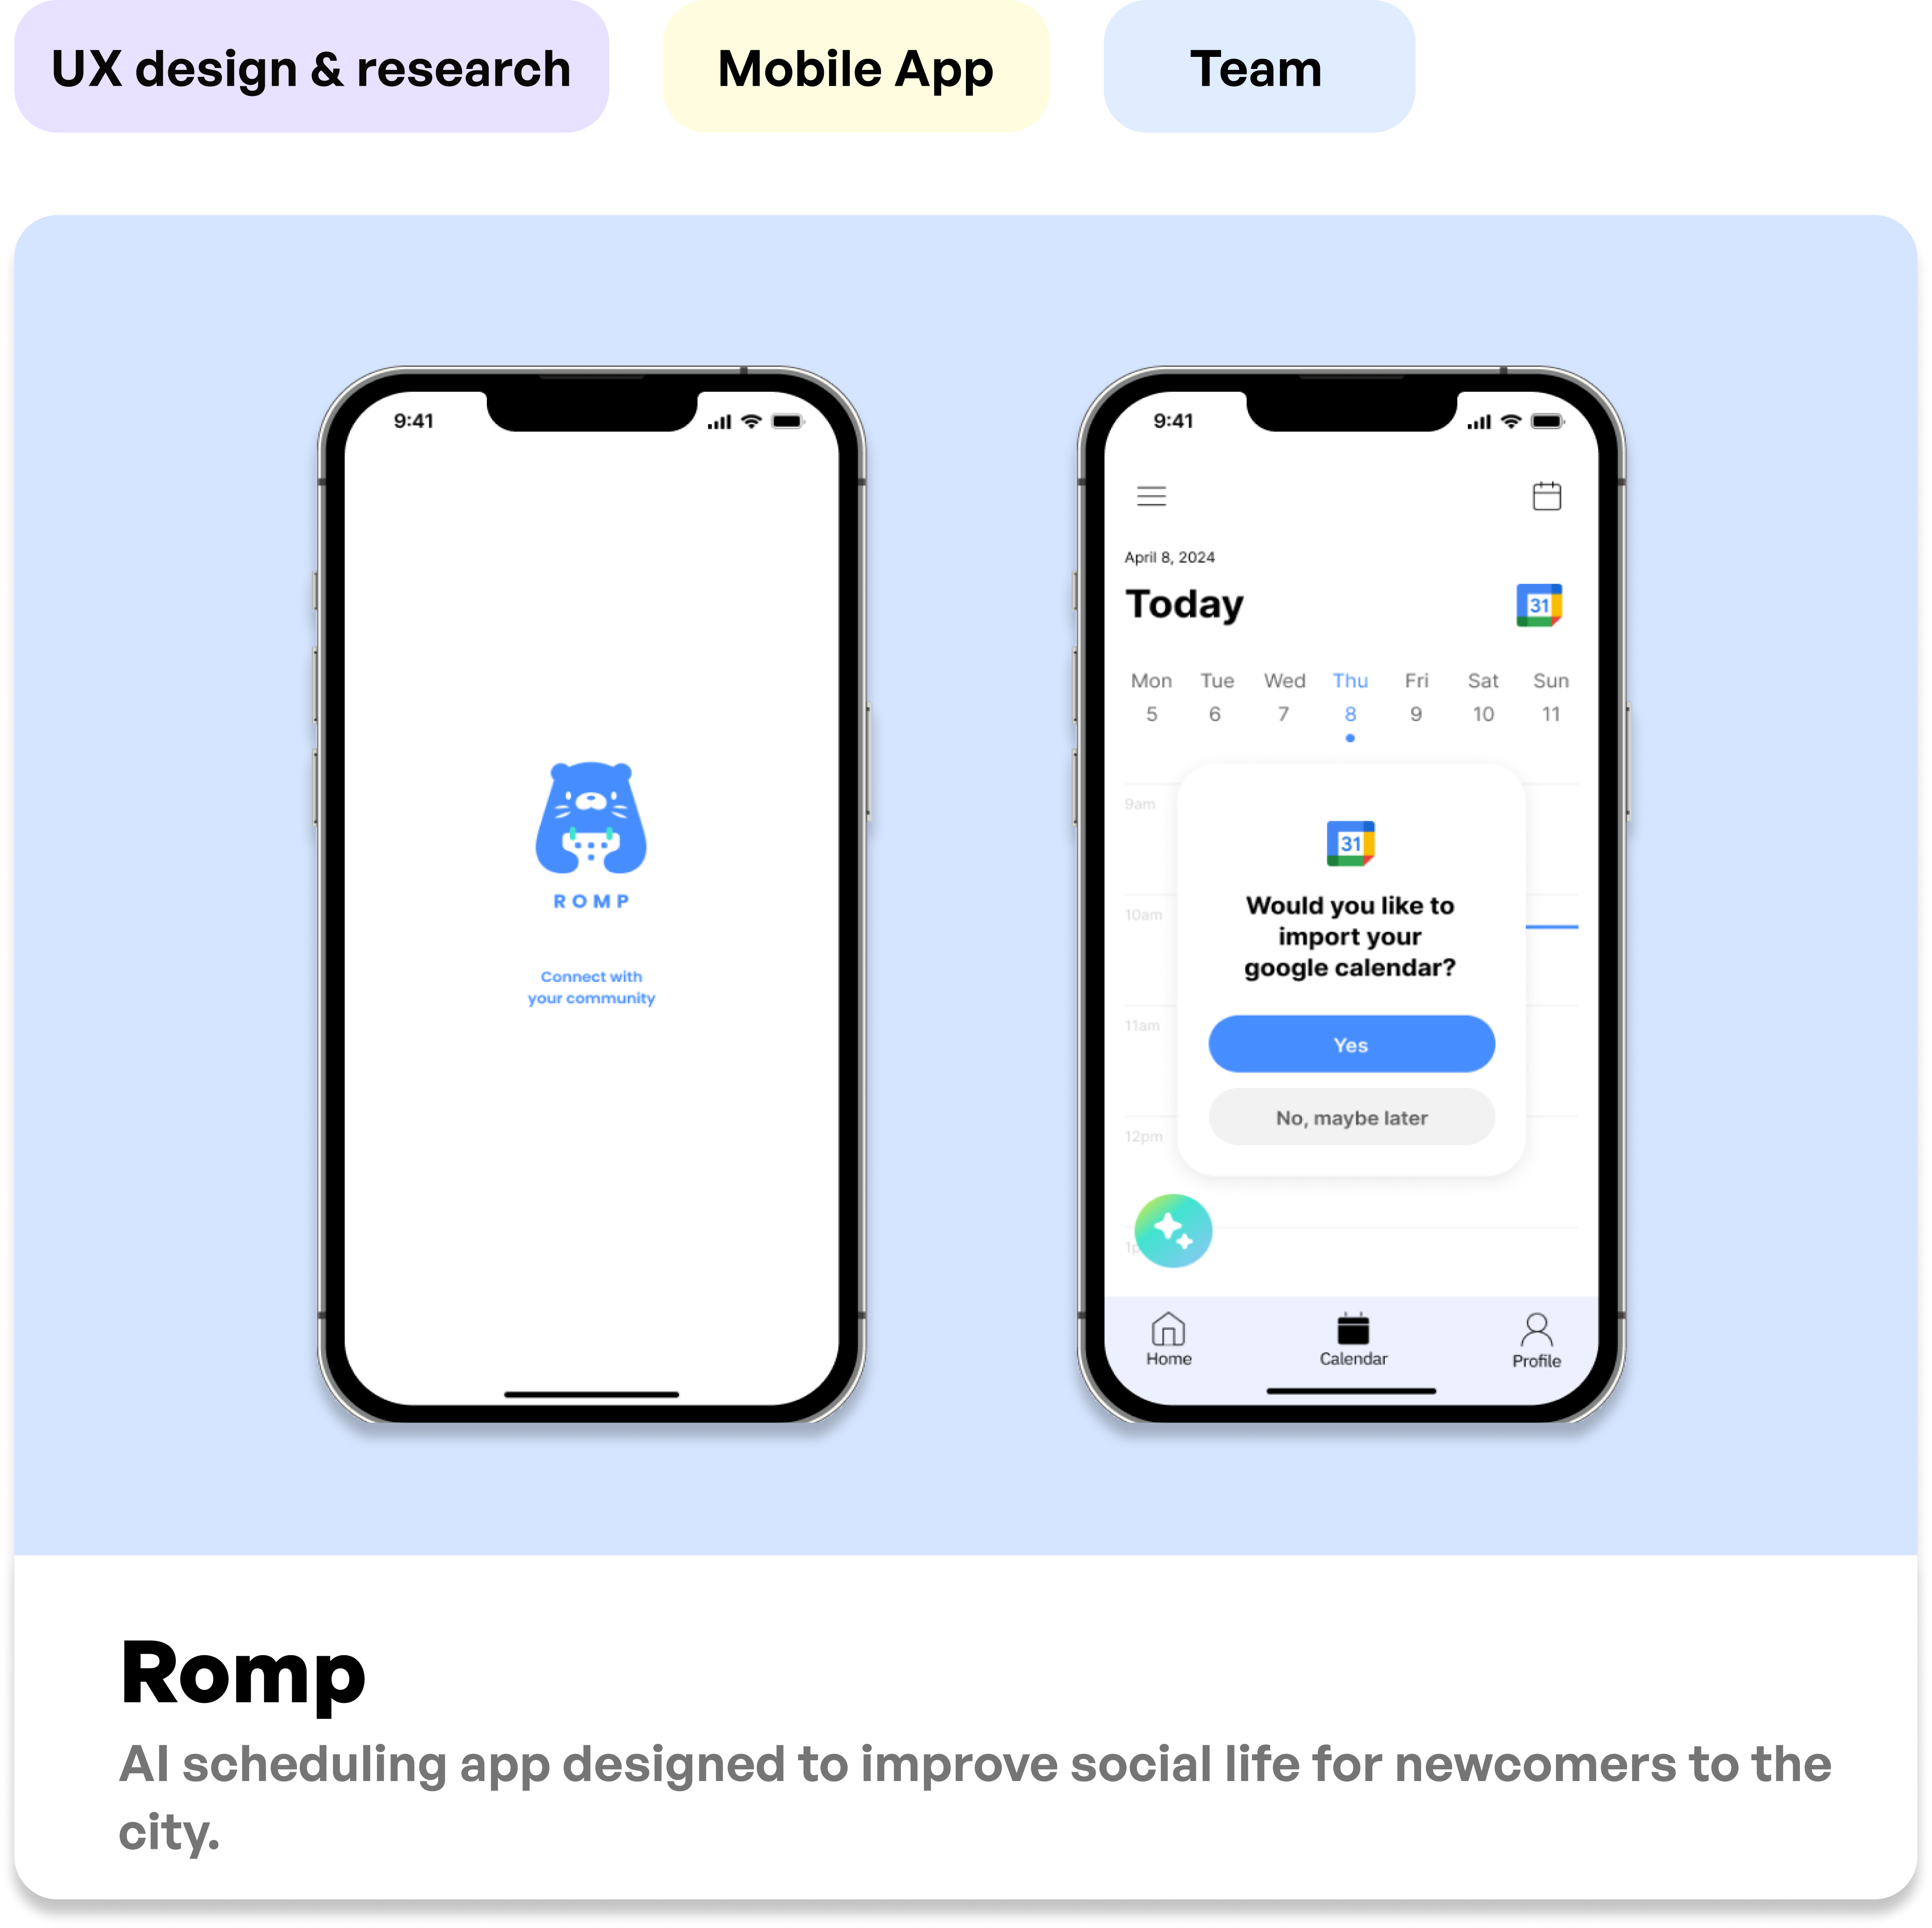 UX design & research
Mobile App
Team
9:41
ROMP
Connect with
your community
9:41
April 8, 2024
Today
31
Mon Tue Wed Thu Fri Sat Sun
5 6 7 8 9 10 11
9am
31
Would you like to
10am
import your
google calendar?
11am
Yes
No, maybe later
12pm
1p
Home
Calendar
Profile
Romp
AI scheduling app designed to improve social life for newcomers to the
city.